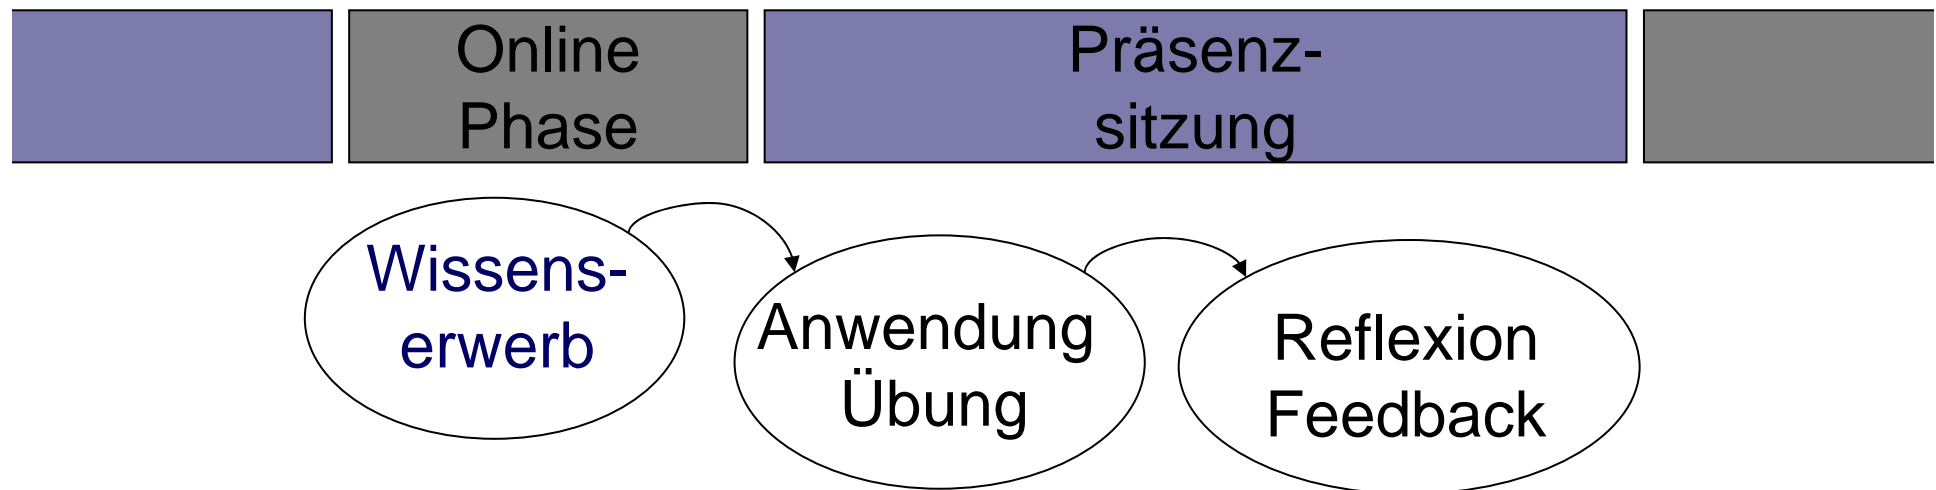 Online
Phase
Präsenz-
sitzung
Wissens-
erwerb
Anwendung
Übung
Reflexion
Feedback